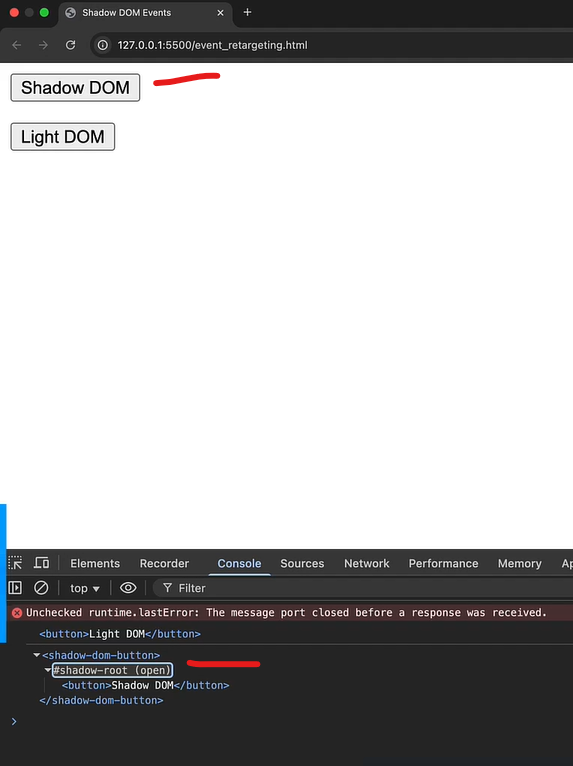 Shadow DOM Events
127.0.0.1:5500/event_retargeting.html
Shadow DOM
Light DOM
Elements Recorder Console Sources Network Performance Memory Ap
top Filter
Unchecked runtime.lastError: The message port closed before a response was received.
<button>Light DOM</button>
<shadow-dom-button>
#shadow-root (open)
<button>Shadow DOM</button>
</shadow-dom-button>